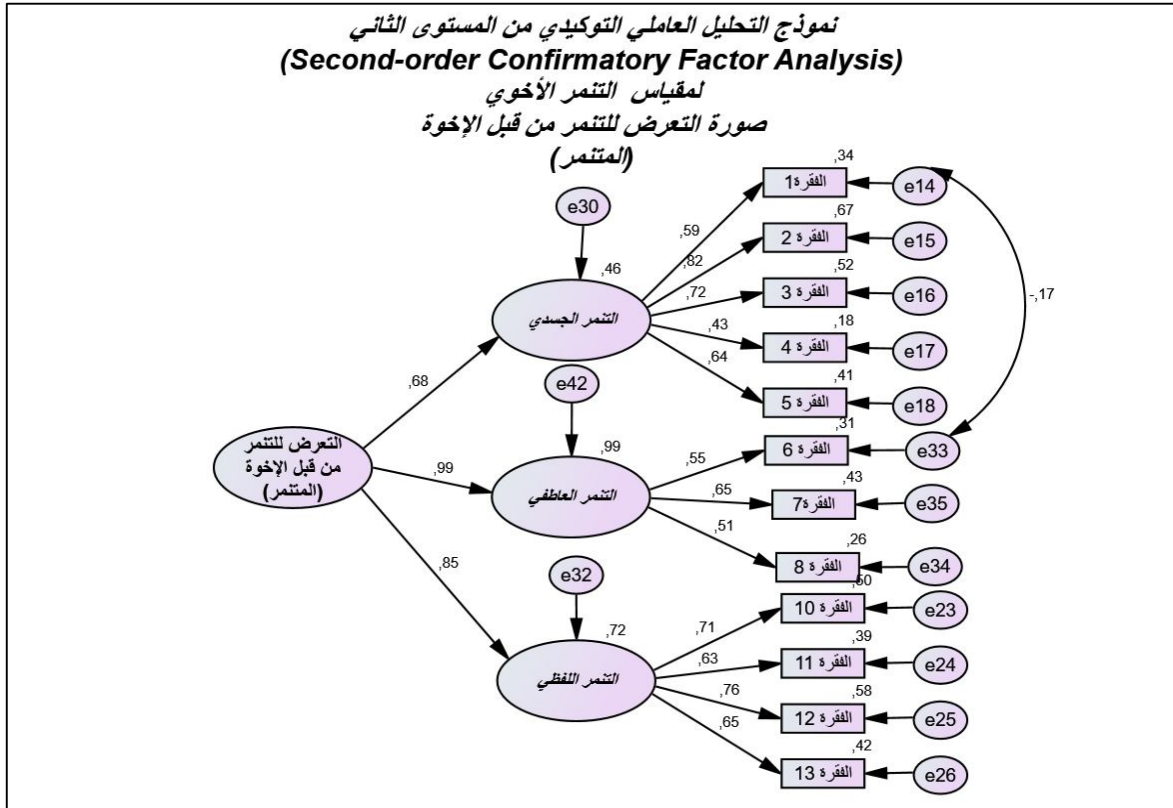 نموذج التحليل العاملي التوكيدي من المستوى الثاني
(Second-order Confirmatory Factor Analysis)
لمقياس التنمر الأخوي
صورة التعرض للتنمر من قبل الإخوة
(المتنمر)
,34
الفقرة1
e14
e30
,59
,67
الفقرة 2
e15
,82
,46
,52
الفقرة 3
e16
,72
-,17
التنمر الجسدي
,18
الفقرة 4
e17
,43
,64
,41
الفقرة 5
e18
,68
e42
,31
الفقرة 6
e33
التعرض للتنمر
من قبل الإخوة
(المتنمر)
,99
,99
,55
,43
التنمر العاطفي
,65
الفقرة7
e35
,51
,26
الفقرة 8
e34
,85
e32
,50
الفقرة 10
e23
,72
,71
,39
الفقرة 11
e24
,63
التنمر اللفظي
,58
,76
الفقرة 12
e25
,65
,42
الفقرة 13
e26